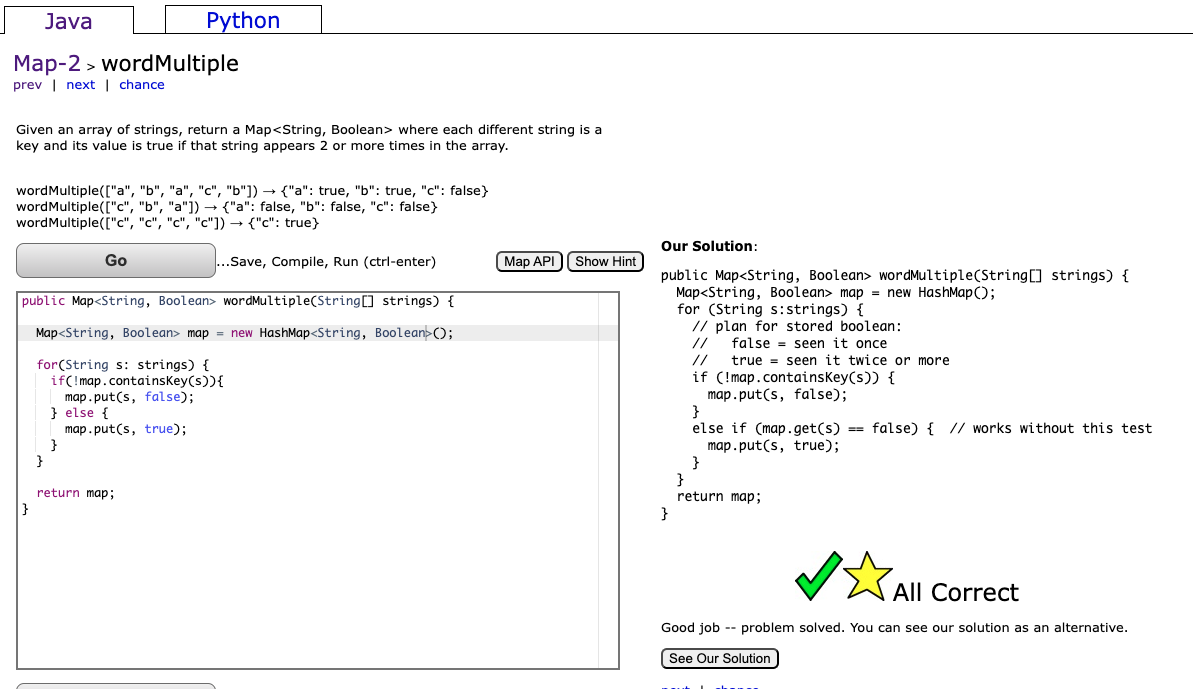 Java
Python
Map-2 > wordMultiple
prev | next | chance
Given an array of strings, return a Map<String, Boolean> where each different string is a
key and its value is true if that string appears 2 or more times in the array.
wordMultiple(["a", "b", "a", "c", "b"]) → {"a": true, "b": true, "c": false}
wordMultiple(["c", "b", "a"]) → {"a": false, "b": false, "c": false}
wordMultiple(["c", "c", "c", "c"]) → {"c": true}
Go
...Save, Compile, Run (ctrl-enter)
Map API
Show Hint
public Map<String, Boolean> wordMultiple(String[] strings) {
  Map<String, Boolean> map = new HashMap<String, Boolean>();
  for(String s: strings) {
    if(!map.containsKey(s)){
      map.put(s, false);
    } else {
      map.put(s, true);
    }
  }
  return map;
}
Our Solution:
public Map<String, Boolean> wordMultiple(String[] strings) {
  Map<String, Boolean> map = new HashMap();
  for (String s:strings) {
    // plan for stored boolean:
    //   false = seen it once
    //   true = seen it twice or more
    if (!map.containsKey(s)) {
      map.put(s, false);
    }
    else if (map.get(s) == false) {  // works without this test
      map.put(s, true);
    }
  }
  return map;
}
All Correct
Good job -- problem solved. You can see our solution as an alternative.
See Our Solution
next | chance